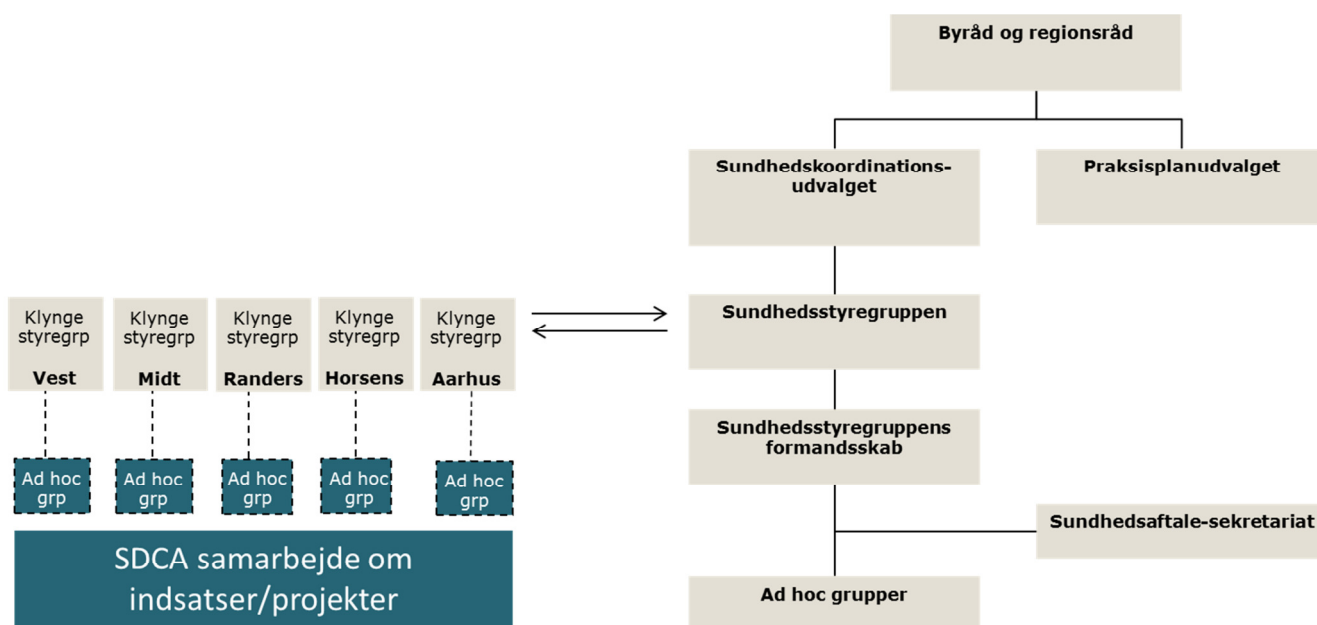 Byråd og regionsråd
Sundhedskoordinations-
udvalget
Praksisplanudvalget
Sundhedsstyregruppen
Sundhedsstyregruppens
formandsskab
Sundhedsaftale-sekretariat
Ad hoc grupper
Klynge
styregrp
Vest
Klynge
styregrp
Midt
Klynge
styregrp
Randers
Klynge
styregrp
Horsens
Klynge
styregrp
Aarhus
Ad hoc
grp
Ad hoc
grp
Ad hoc
grp
Ad hoc
grp
Ad hoc
grp
SDCA samarbejde om
indsatser/projekter